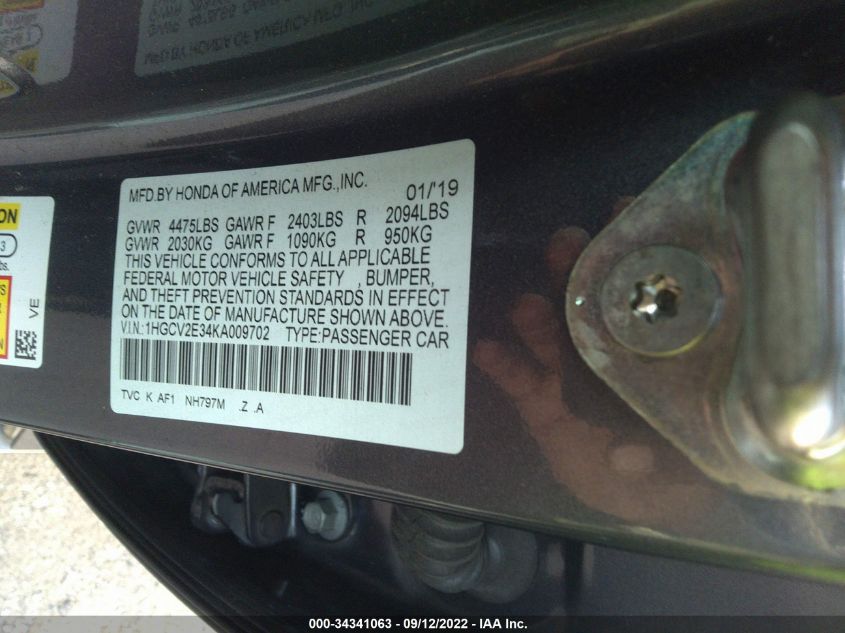 MFD.BY HONDA OF AMERICA MFG.,INC. 01/'19
GVWR 4475LBS GAWR F 2403LBS R 2094LBS
GVWR 2030KG GAWR F 1090KG R 950KG
THIS VEHICLE CONFORMS TO ALL APPLICABLE
FEDERAL MOTOR VEHICLE SAFETY , BUMPER,
AND THEFT PREVENTION STANDARDS IN EFFECT
ON THE DATE OF MANUFACTURE SHOWN ABOVE.
V.I.N.:1HGCV2E34KA009702 TYPE:PASSENGER CAR
TVC K AF1 NH797M .Z .A
VE
000-34341063 - 09/12/2022 - IAA Inc.